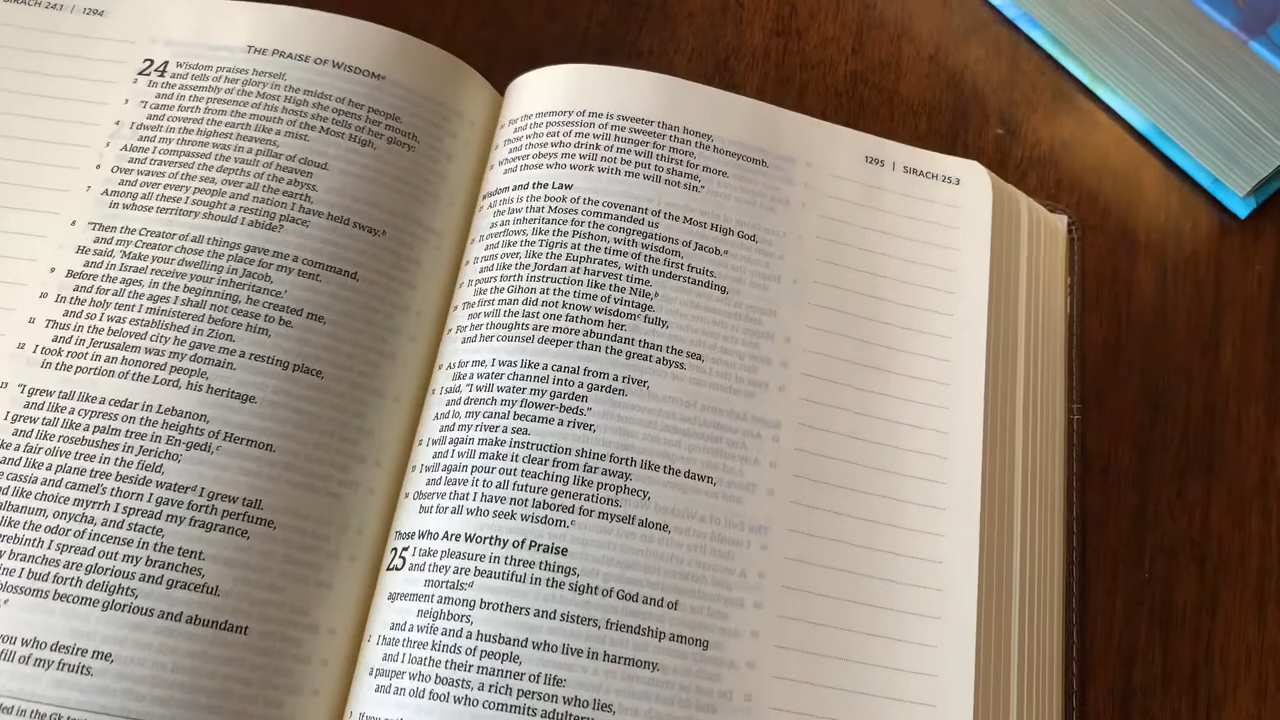 SIRACH 24.1 | 1294
THE PRAISE OF WISDOMᵃ
24 Wisdom praises herself,
and tells of her glory in the midst of her people.
2 In the assembly of the Most High she opens her mouth,
and in the presence of his hosts she tells of her glory:
3 "I came forth from the mouth of the Most High,
and covered the earth like a mist.
4 I dwelt in the highest heavens,
and my throne was in a pillar of cloud.
5 Alone I compassed the vault of heaven
and traversed the depths of the abyss.
6 Over waves of the sea, over all the earth,
and over every people and nation I have held sway.ᵇ
7 Among all these I sought a resting place;
in whose territory should I abide?
8 "Then the Creator of all things gave me a command,
and my Creator chose the place for my tent.
He said, 'Make your dwelling in Jacob,
and in Israel receive your inheritance.'
9 Before the ages, in the beginning, he created me,
and for all the ages I shall not cease to be.
10 In the holy tent I ministered before him,
and so I was established in Zion.
11 Thus in the beloved city he gave me a resting place,
and in Jerusalem was my domain.
12 I took root in an honored people,
in the portion of the Lord, his heritage.
13 "I grew tall like a cedar in Lebanon,
and like a cypress on the heights of Hermon.
I grew tall like a palm tree in En-gedi,ᶜ
and like rosebushes in Jericho;
a fair olive tree in the field,
and like a plane tree beside waterᵈ I grew tall.
cassia and camel's thorn I gave forth perfume,
like choice myrrh I spread my fragrance,
onycha, and stacte,
like the odor of incense in the tent.
I spread out my branches,
branches are glorious and graceful.
I bud forth delights,
blossoms become glorious and abundant
ᵉ
you who desire me,
fill of my fruits.
in the Gk
1295 | SIRACH 25.3
20 For the memory of me is sweeter than honey,
and the possession of me sweeter than the honeycomb.
21 Those who eat of me will hunger for more,
and those who drink of me will thirst for more.
22 Whoever obeys me will not be put to shame,
and those who work with me will not sin."
Wisdom and the Law
23 All this is the book of the covenant of the Most High God,
the law that Moses commanded us
as an inheritance for the congregations of Jacob.ᵃ
25 It overflows, like the Pishon, with wisdom,
and like the Tigris at the time of the first fruits.
26 It runs over, like the Euphrates, with understanding,
and like the Jordan at harvest time.
27 It pours forth instruction like the Nile,ᵇ
like the Gihon at the time of vintage.
28 The first man did not know wisdomᶜ fully,
nor will the last one fathom her.
29 For her thoughts are more abundant than the sea,
and her counsel deeper than the great abyss.
30 As for me, I was like a canal from a river,
like a water channel into a garden.
31 I said, "I will water my garden
and drench my flower-beds."
And lo, my canal became a river,
and my river a sea.
32 I will again make instruction shine forth like the dawn,
and I will make it clear from far away.
33 I will again pour out teaching like prophecy,
and leave it to all future generations.
34 Observe that I have not labored for myself alone,
but for all who seek wisdom.ᶜ
Those Who Are Worthy of Praise
25 I take pleasure in three things,
and they are beautiful in the sight of God and of
mortals:ᵈ
agreement among brothers and sisters, friendship among
neighbors,
and a wife and a husband who live in harmony.
2 I hate three kinds of people,
and I loathe their manner of life:
a pauper who boasts, a rich person who lies,
and an old fool who commits adultery
3 If you